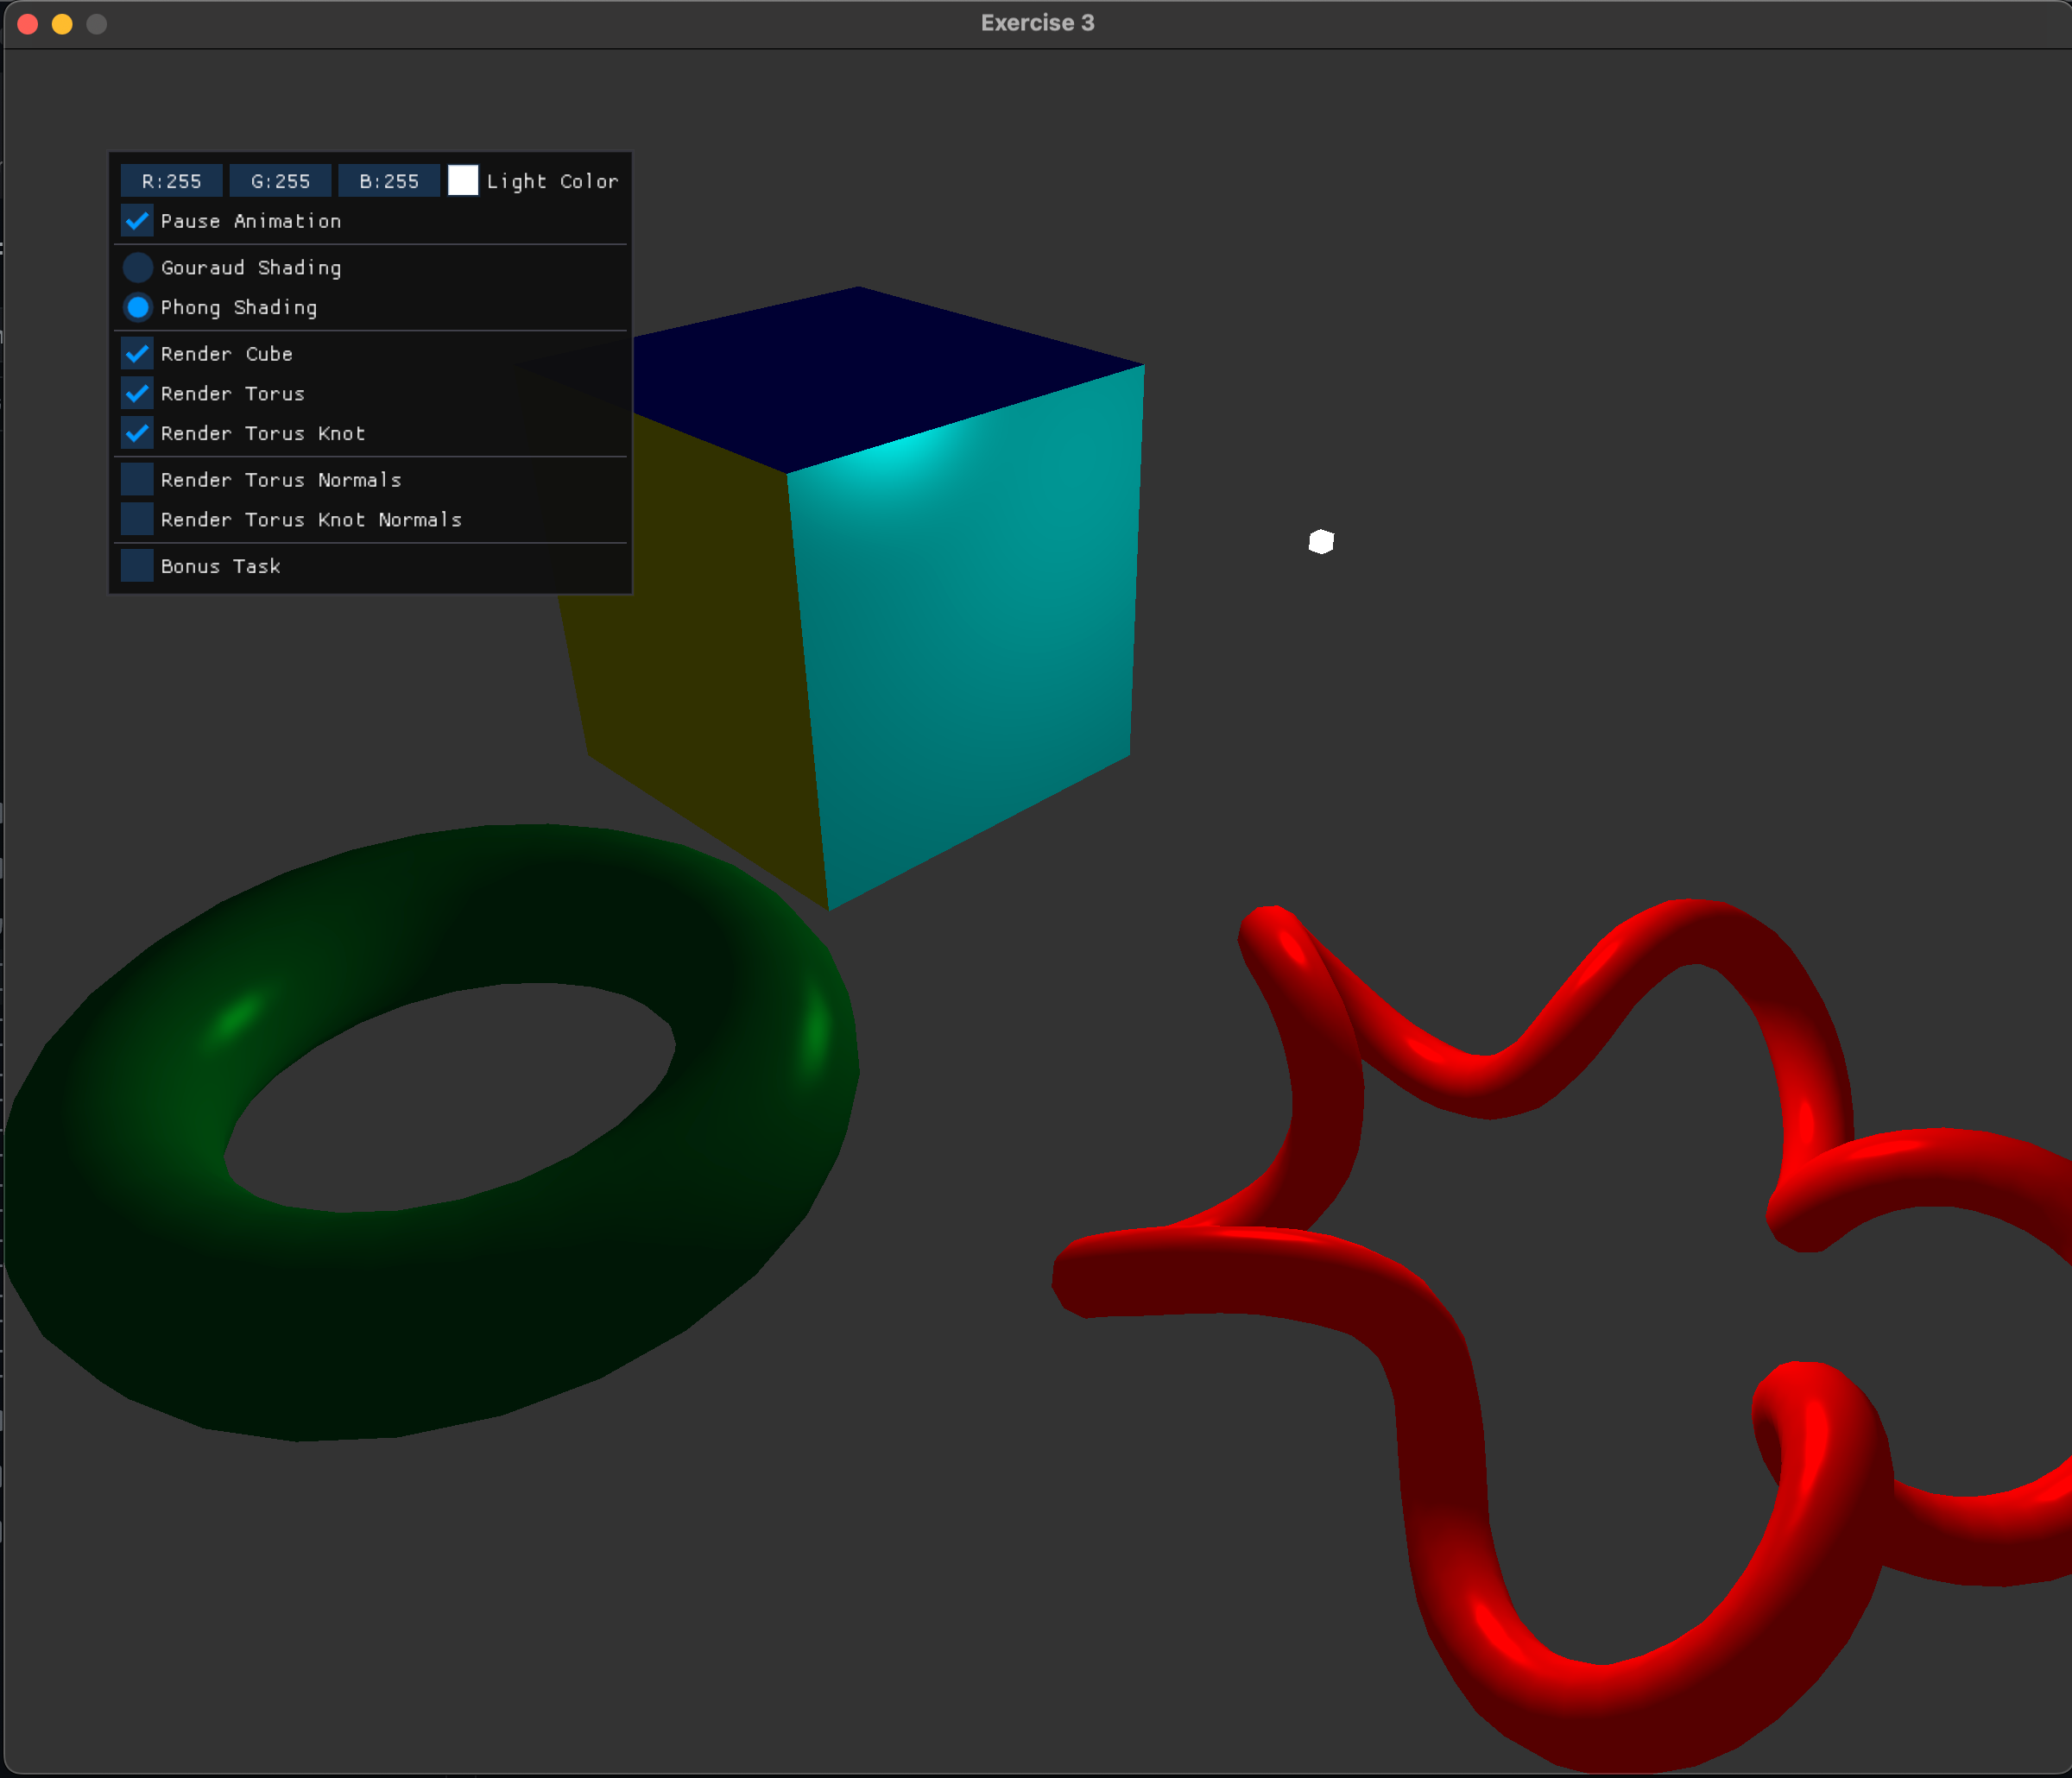 Exercise 3
R:255 G:255 B:255 Light Color
Pause Animation
Gouraud Shading
Phong Shading
Render Cube
Render Torus
Render Torus Knot
Render Torus Normals
Render Torus Knot Normals
Bonus Task